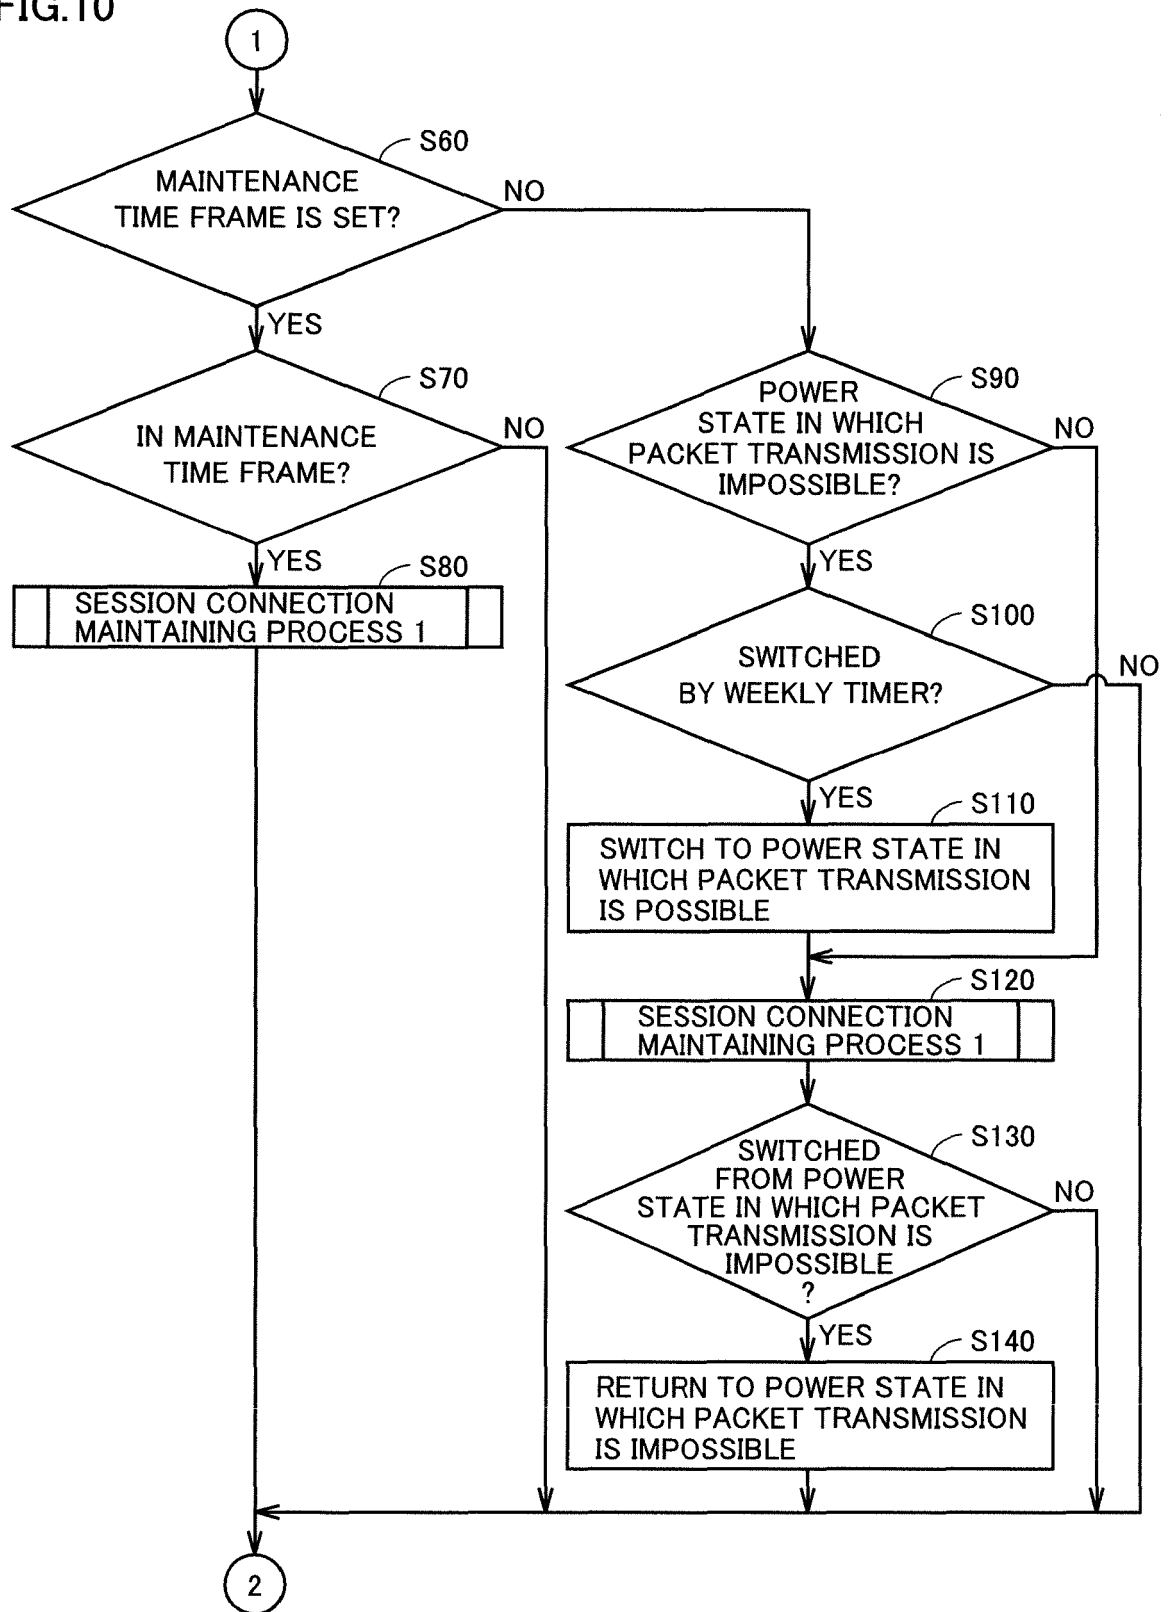 FIG.10
1
S60
MAINTENANCE
TIME FRAME IS SET?
NO
YES
S70
IN MAINTENANCE
TIME FRAME?
NO
YES
S80
SESSION CONNECTION
MAINTAINING PROCESS 1
S90
POWER
STATE IN WHICH
PACKET TRANSMISSION IS
IMPOSSIBLE?
NO
YES
S100
SWITCHED
BY WEEKLY TIMER?
NO
YES
S110
SWITCH TO POWER STATE IN
WHICH PACKET TRANSMISSION
IS POSSIBLE
S120
SESSION CONNECTION
MAINTAINING PROCESS 1
S130
SWITCHED
FROM POWER
STATE IN WHICH PACKET
TRANSMISSION IS
IMPOSSIBLE
?
NO
YES
S140
RETURN TO POWER STATE IN
WHICH PACKET TRANSMISSION
IS IMPOSSIBLE
2